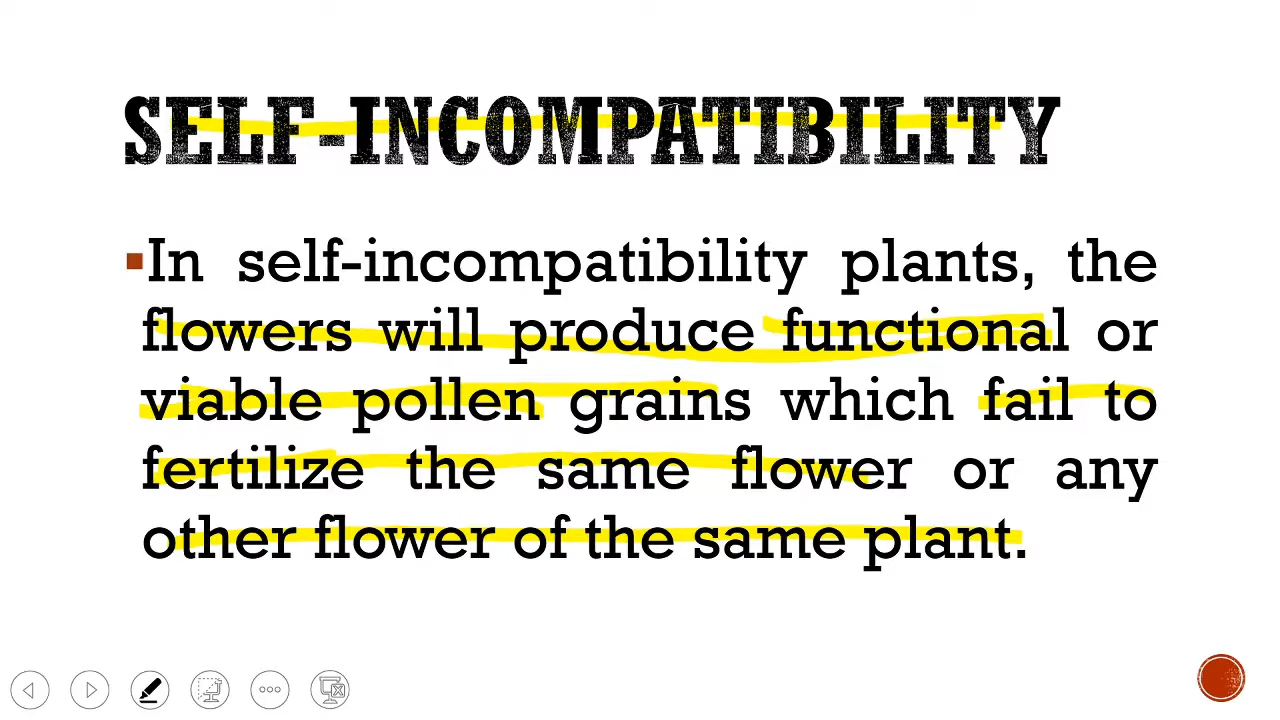 SELF-INCOMPATIBILITY
▪In self-incompatibility plants, the
flowers will produce functional or
viable pollen grains which fail to
fertilize the same flower or any
other flower of the same plant.